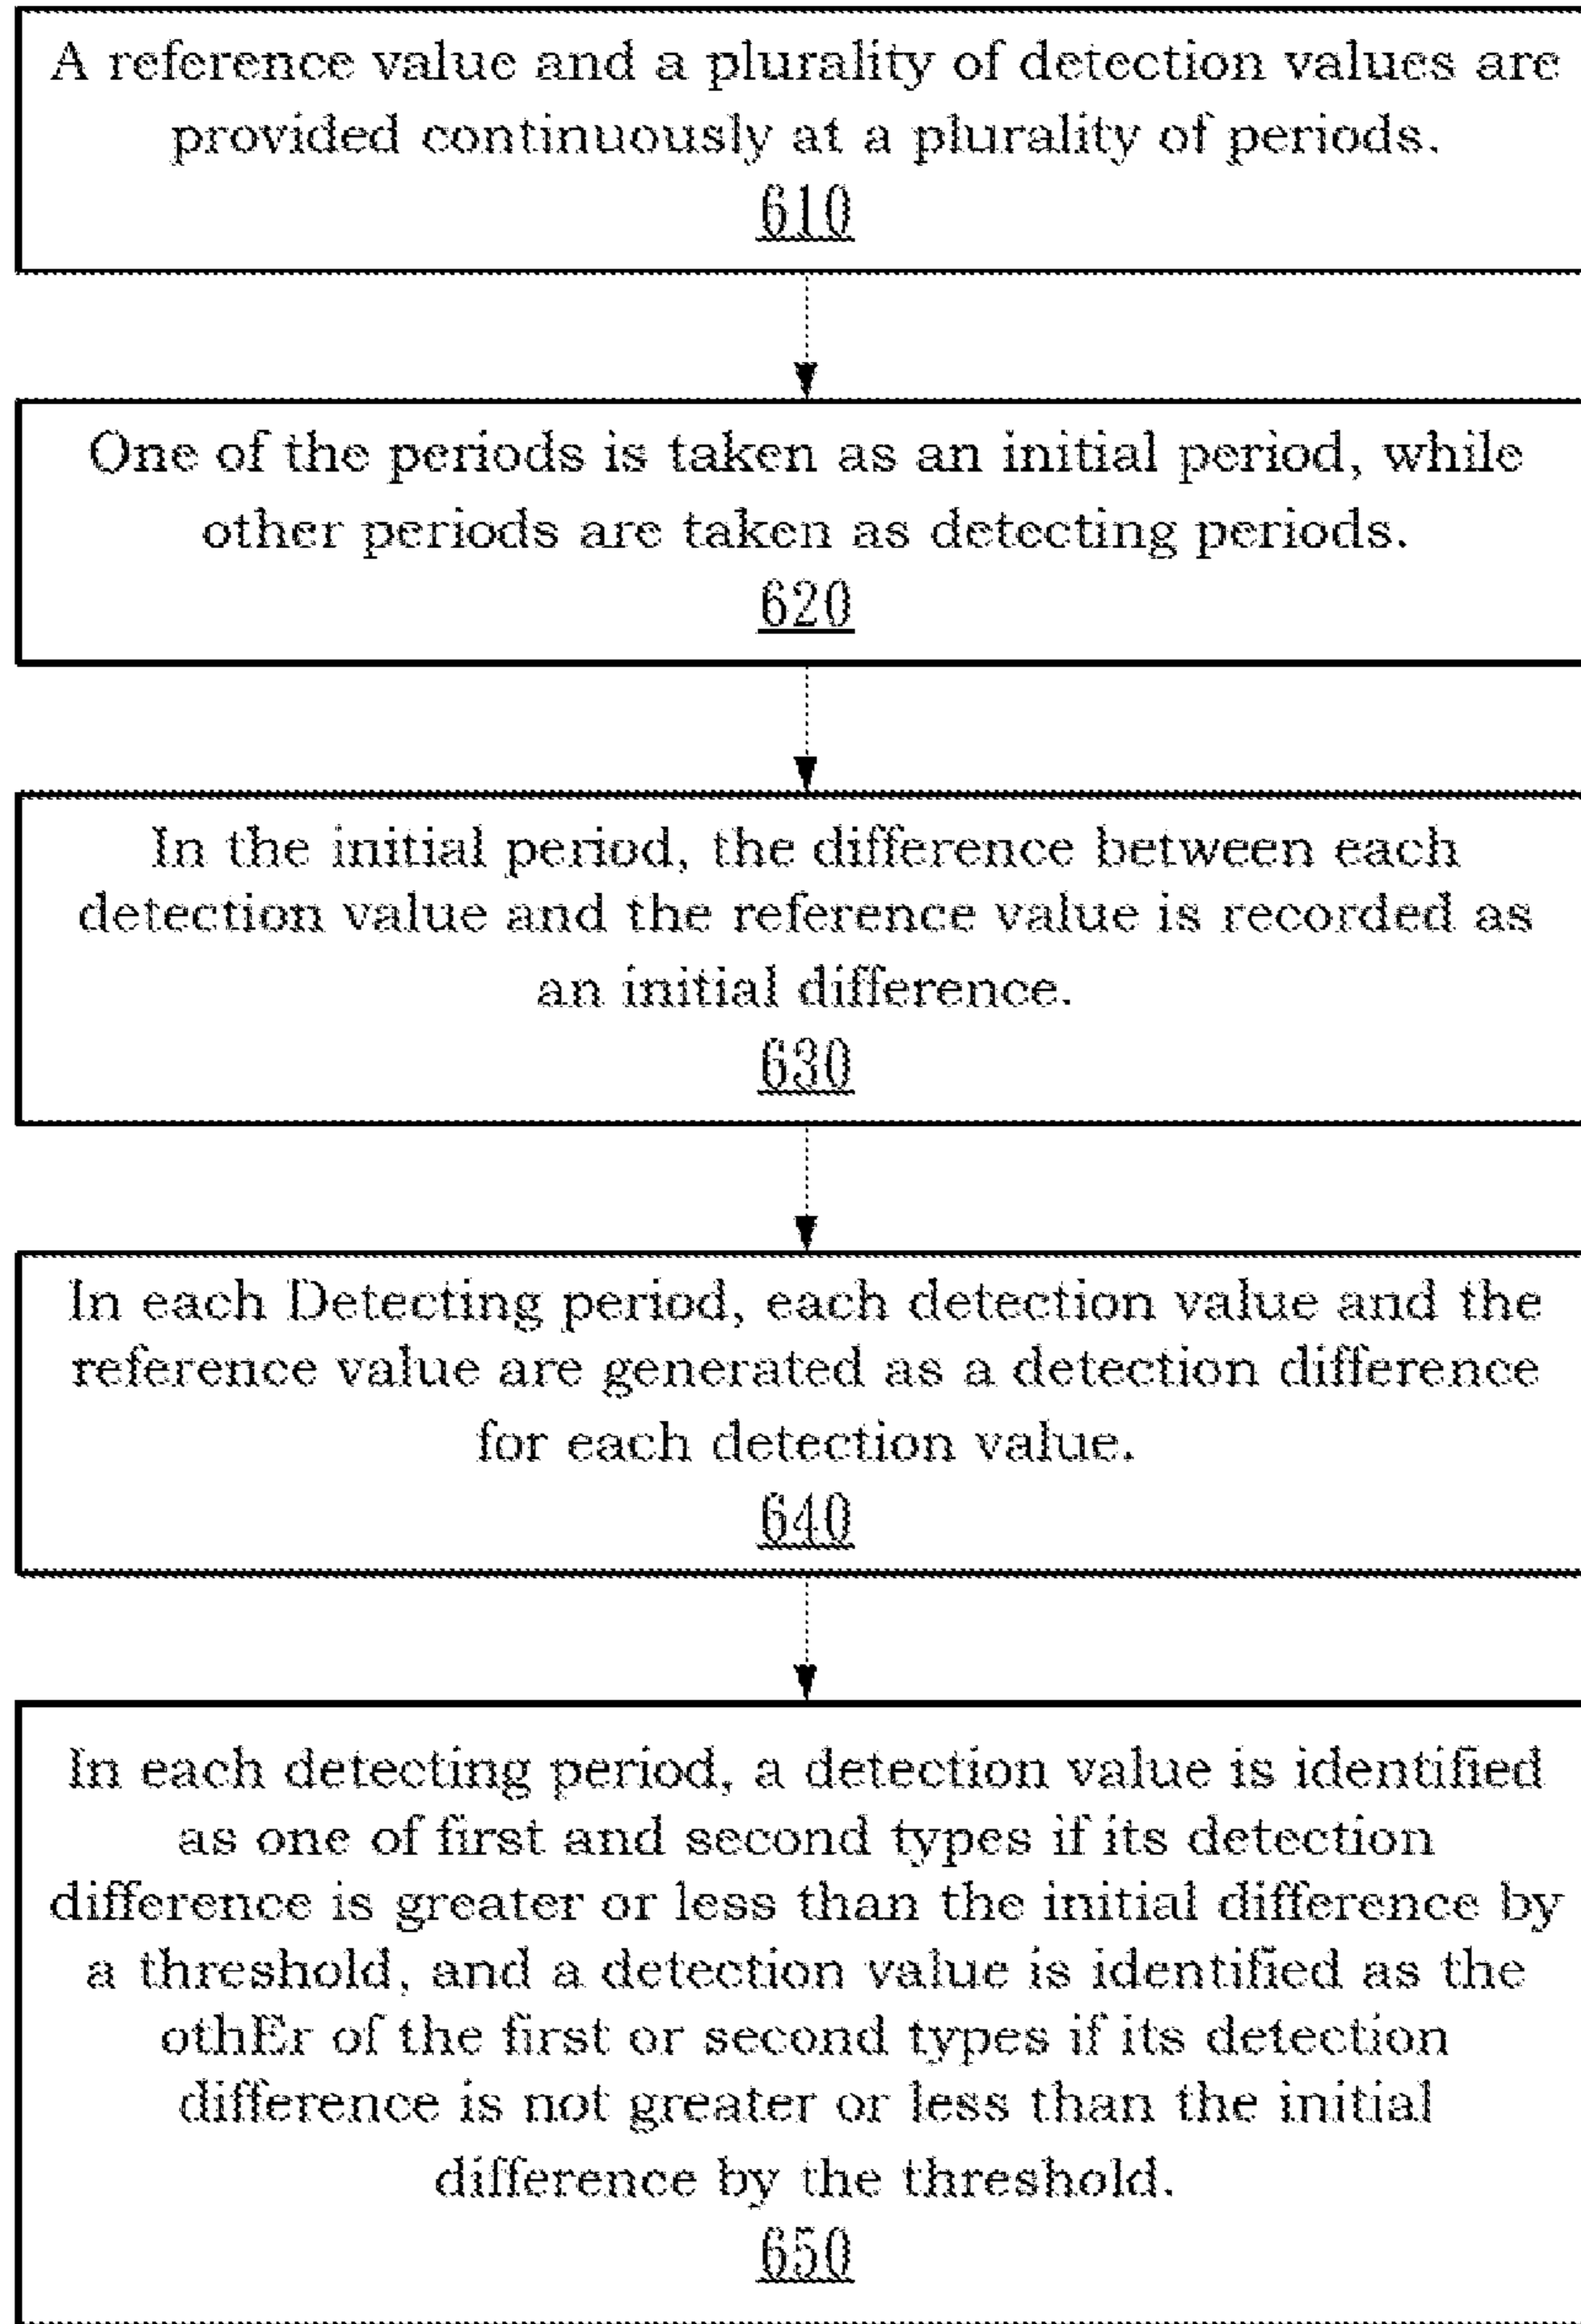 A reference value and a plurality of detection values are
provided continuously at a plurality of periods.
610
One of the periods is taken as an initial period, while
other periods are taken as detecting periods.
620
In the initial period, the difference between each
detection value and the reference value is recorded as
an initial difference.
630
In each Detecting period, each detection value and the
reference value are generated as a detection difference
for each detection value.
640
In each detecting period, a detection value is identified
as one of first and second types if its detection
difference is greater or less than the initial difference by
a threshold, and a detection value is identified as the
othEr of the first or second types if its detection
difference is not greater or less than the initial
difference by the threshold.
650